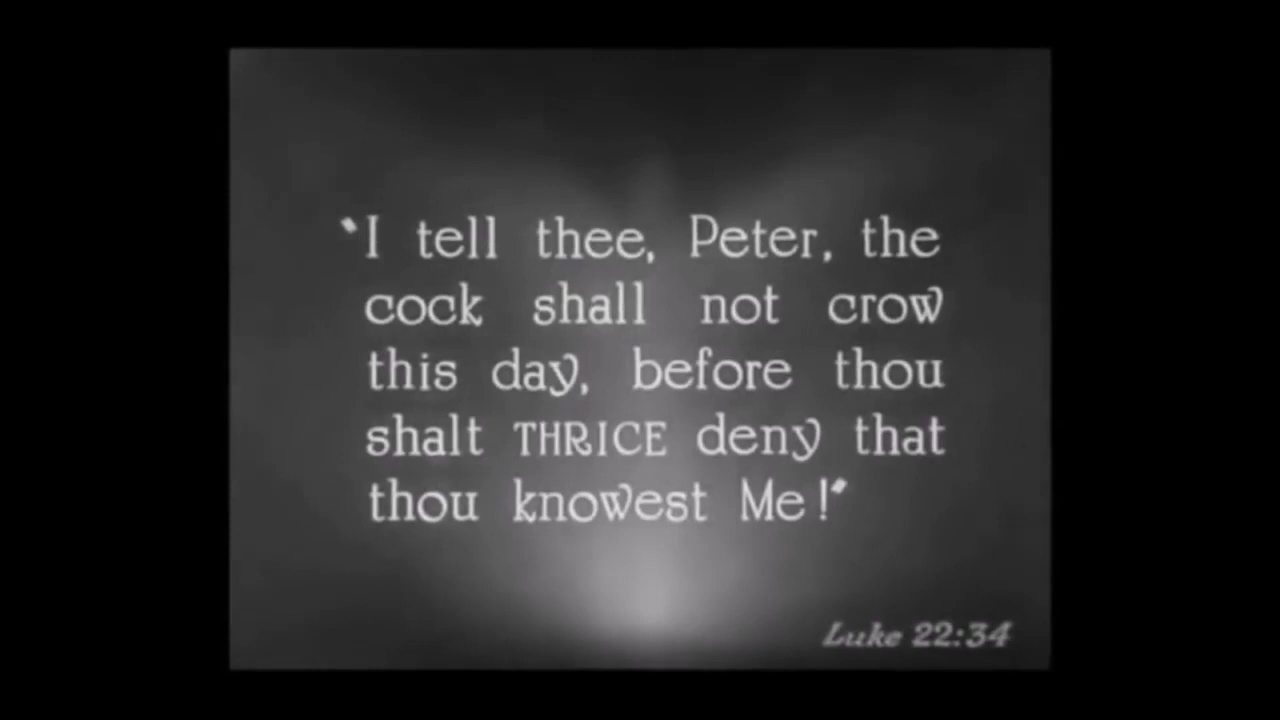 "I tell thee, Peter, the
cock shall not crow
this day, before thou
shalt THRICE deny that
thou knowest Me!"
Luke 22:34